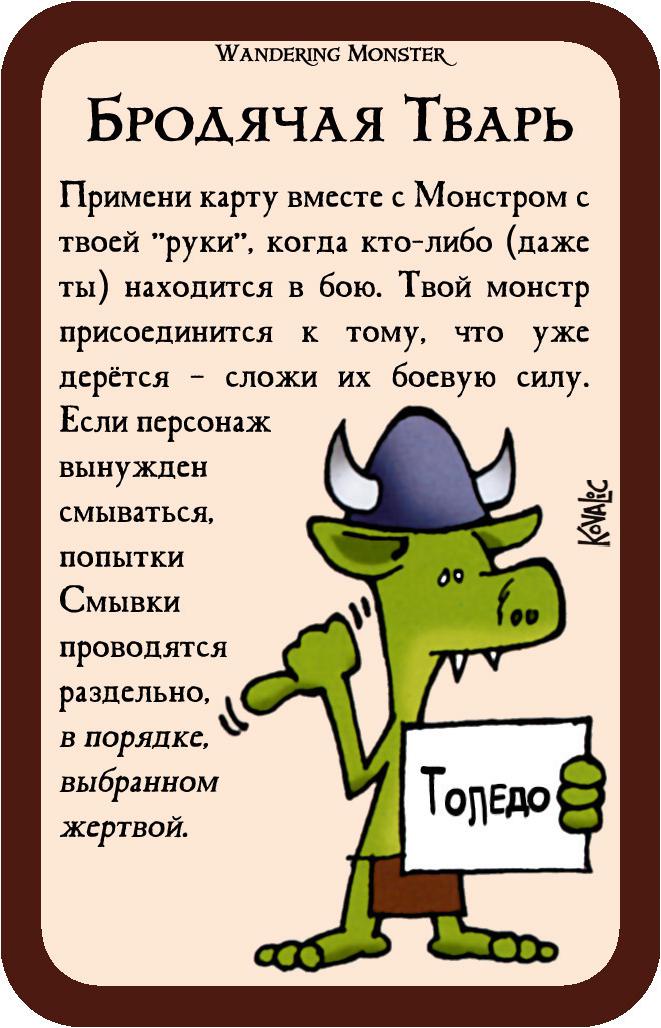 Wandering Monster
Бродячая Тварь
Примени карту вместе с Монстром с
твоей "руки", когда кто-либо (даже
ты) находится в бою. Твой монстр
присоединится к тому, что уже
дерётся – сложи их боевую силу.
Если персонаж
вынужден
смываться,
попытки
Смывки
проводятся
раздельно,
в порядке,
выбранном
жертвой.
Kovalic
Толедо